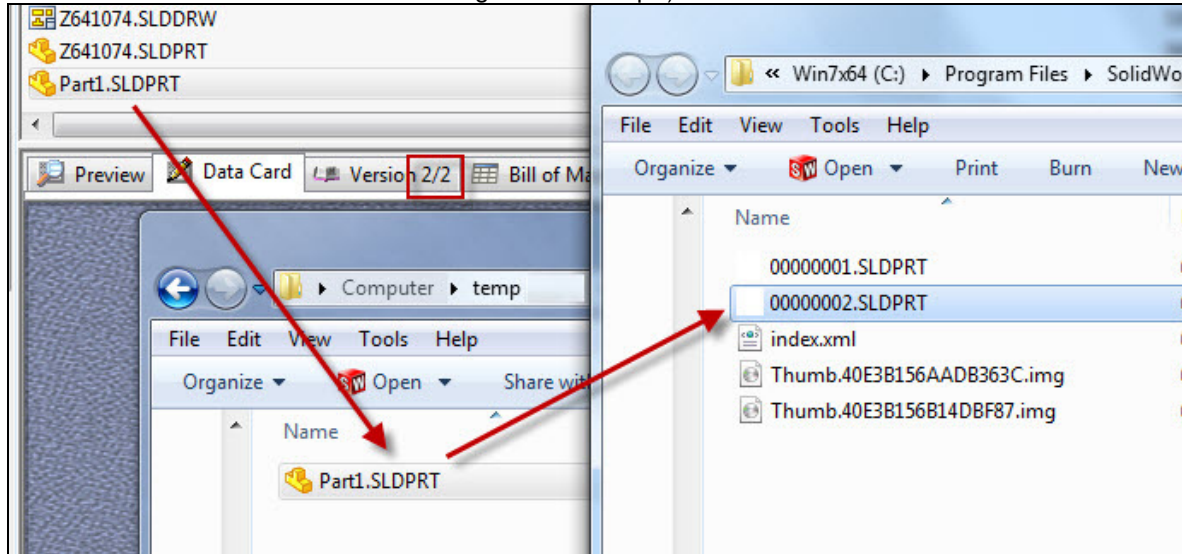 Z641074.SLDDRW
Z641074.SLDPRT
Part1.SLDPRT
Preview Data Card Version 2/2 Bill of Ma
Computer temp
File Edit View Tools Help
Organize Open Share with
Name
Part1.SLDPRT
« Win7x64 (C:) Program Files SolidWo
File Edit View Tools Help
Organize Open Print Burn New
Name
00000001.SLDPRT
00000002.SLDPRT
index.xml
Thumb.40E3B156AADB363C.img
Thumb.40E3B156B14DBF87.img